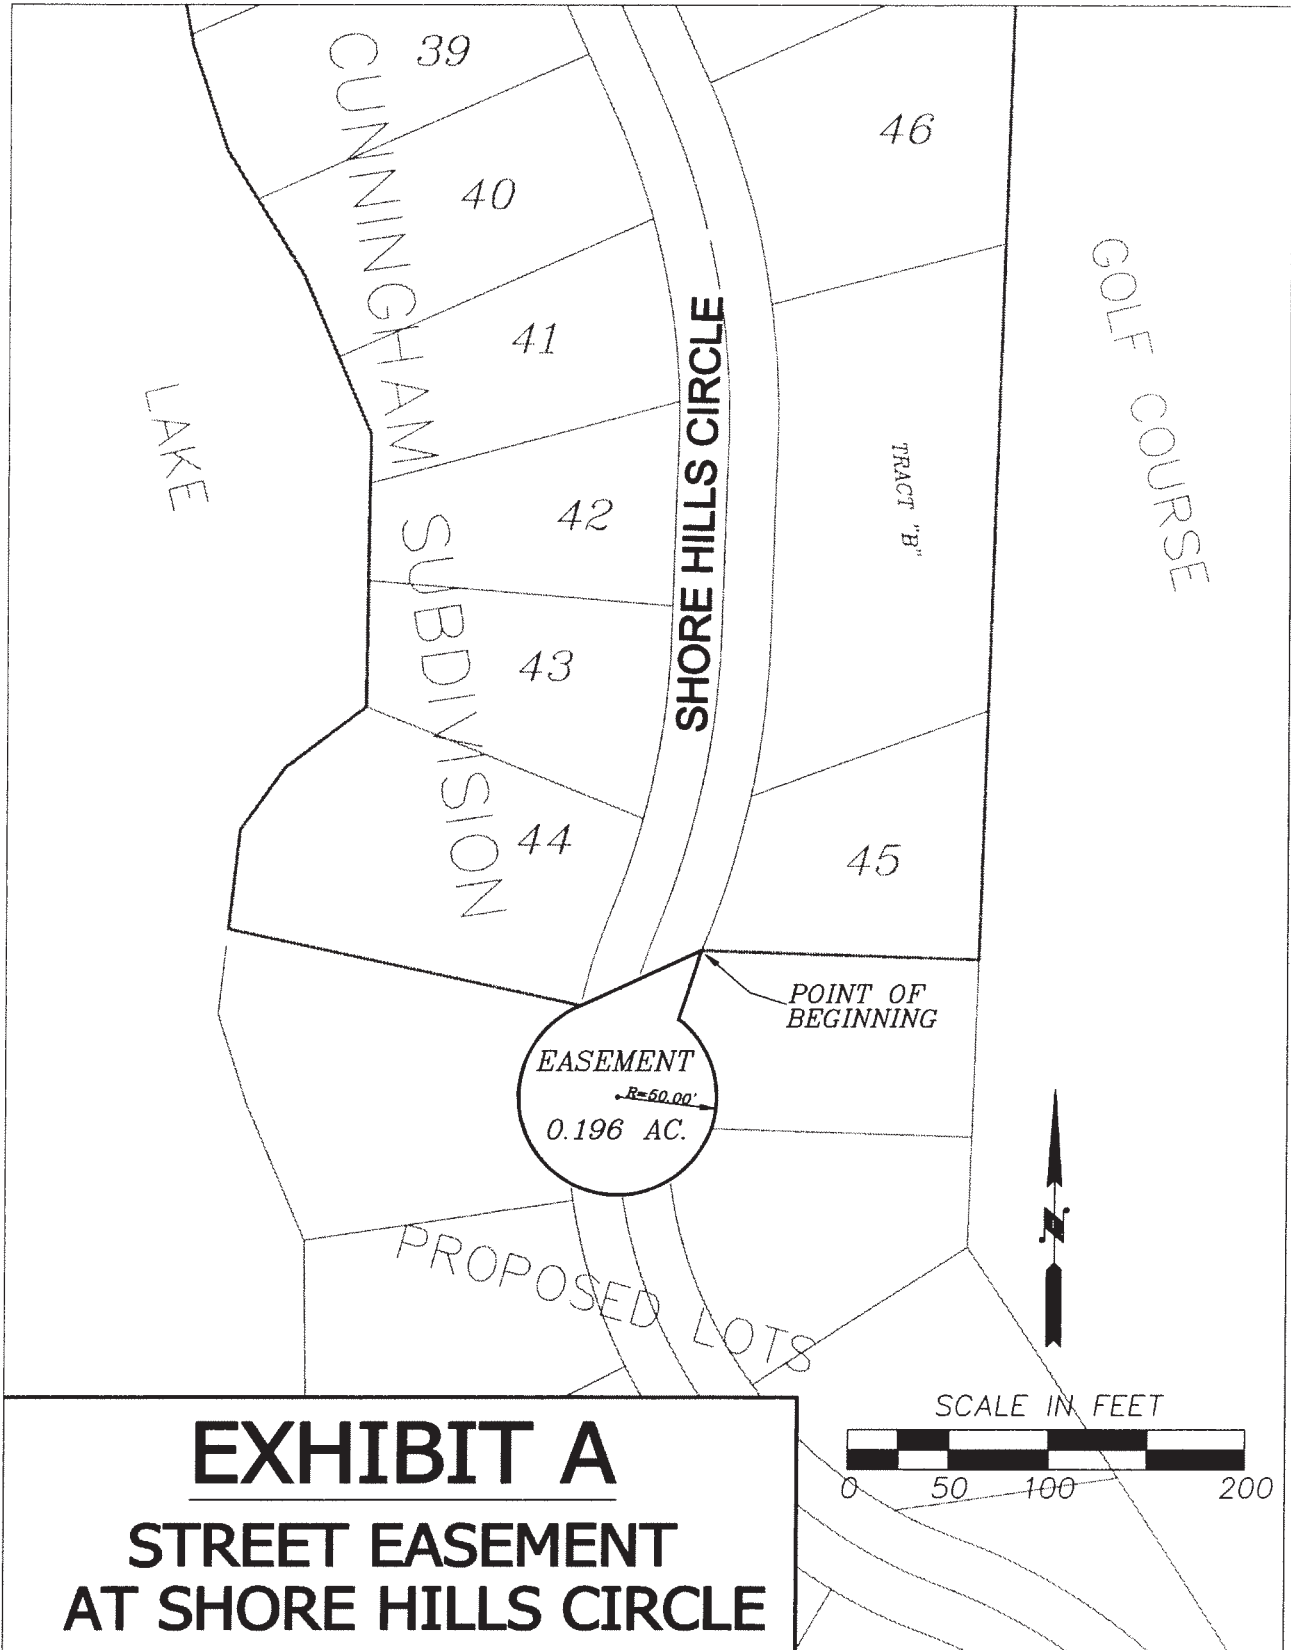 39
CUNNINGHAM SUBDIVISION
46
40
41
LAKE
GOLF COURSE
SHORE HILLS CIRCLE
TRACT "B"
42
43
44
45
POINT OF
BEGINNING
EASEMENT
R=50.00'
0.196 AC.
N
PROPOSED LOTS
SCALE IN FEET
0 50 100 200
EXHIBIT A
STREET EASEMENT
AT SHORE HILLS CIRCLE